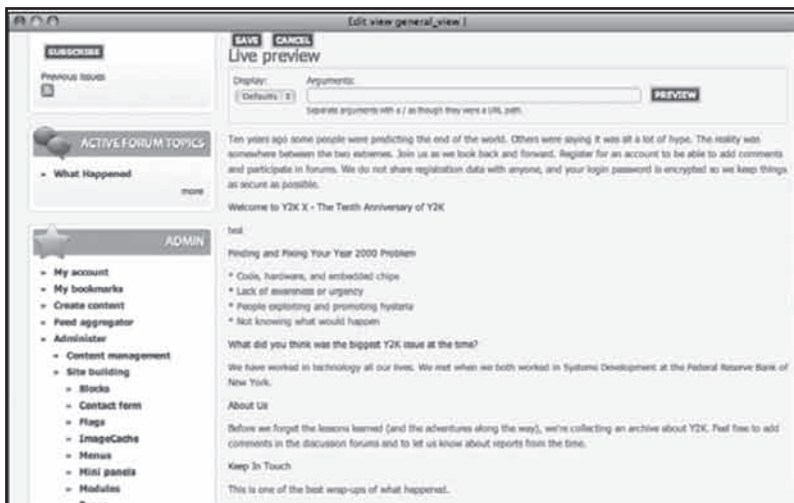 Edit view general_view |
SUBSCRIBE
Previous issues
ACTIVE FORUM TOPICS
» What Happened
more
ADMIN
» My account
» My bookmarks
» Create content
» Feed aggregator
» Administer
» Content management
» Site building
» Blocks
» Contact form
» Flags
» ImageCache
» Menus
» Mini panels
» Modules
SAVE CANCEL
Live preview
Display: Arguments:
Defaults PREVIEW
Separate arguments with a / as though they were a URL path.
Ten years ago some people were predicting the end of the world. Others were saying it was all a lot of hype. The reality was
somewhere between the two extremes. Join us as we look back and forward. Register for an account to be able to add comments
and participate in forums. We do not share registration data with anyone, and your login password is encrypted so we keep things
as secure as possible.
Welcome to Y2K X - The Tenth Anniversary of Y2K
test
Finding and Fixing Your Year 2000 Problem
* Code, hardware, and embedded chips
* Lack of awareness or urgency
* People exploiting and promoting hysteria
* Not knowing what would happen
What did you think was the biggest Y2K issue at the time?
We have worked in technology all our lives. We met when we both worked in Systems Development at the Federal Reserve Bank of
New York.
About Us
Before we forget the lessons learned (and the adventures along the way), we're collecting an archive about Y2K. Feel free to add
comments in the discussion forums and to let us know about reports from the time.
Keep In Touch
This is one of the best wrap-ups of what happened.